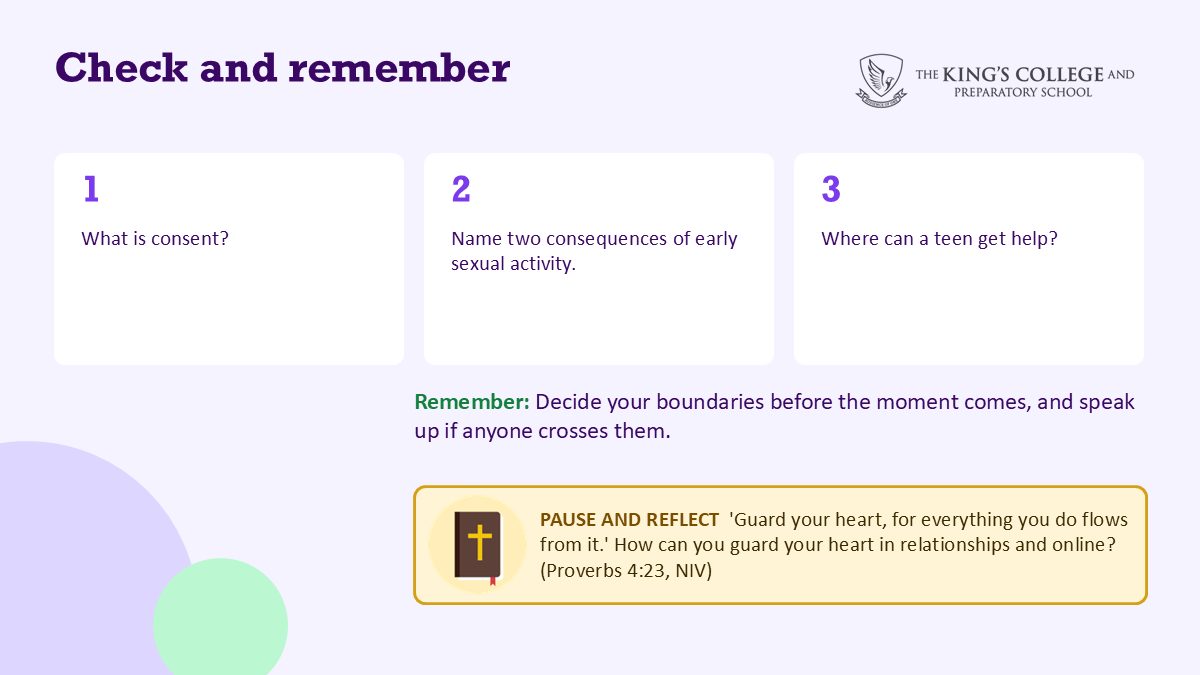 Check and remember
THE KING'S COLLEGE AND
PREPARATORY SCHOOL
1
What is consent?
2
Name two consequences of early
sexual activity.
3
Where can a teen get help?
Remember: Decide your boundaries before the moment comes, and speak
up if anyone crosses them.
PAUSE AND REFLECT 'Guard your heart, for everything you do flows
from it.' How can you guard your heart in relationships and online?
(Proverbs 4:23, NIV)